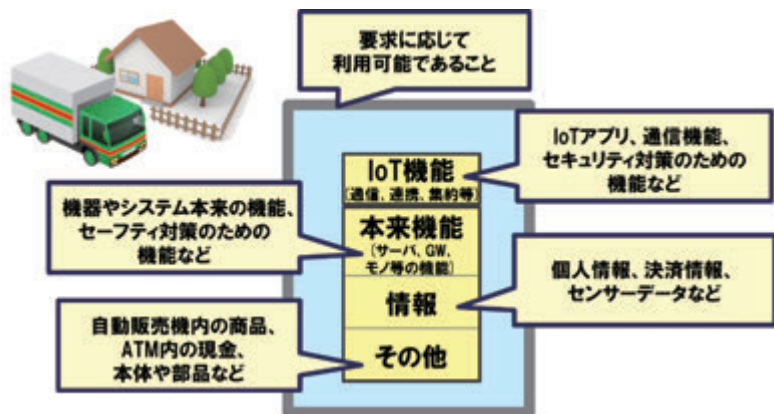 要求に応じて
利用可能であること
IoTアプリ、通信機能、
セキュリティ対策のための
機能など
IoT機能
(通信、連携、集約等)
機器やシステム本来の機能、
セーフティ対策のための
機能など
本来機能
(サーバ、GW、
モノ等の機能)
個人情報、決済情報、
センサーデータなど
情報
自動販売機内の商品、
ATM内の現金、
本体や部品など
その他